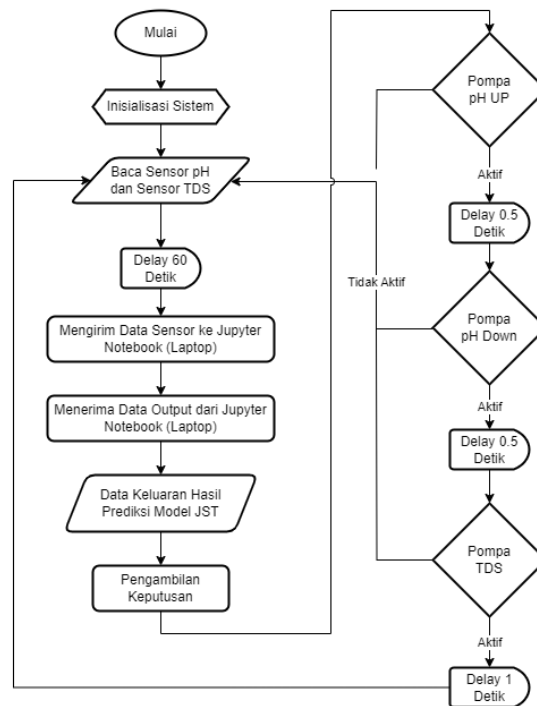 Mulai
Inisialisasi Sistem
Baca Sensor pH
dan Sensor TDS
Delay 60
Detik
Mengirim Data Sensor ke Jupyter
Notebook (Laptop)
Menerima Data Output dari Jupyter
Notebook (Laptop)
Data Keluaran Hasil
Prediksi Model JST
Pengambilan
Keputusan
Pompa
pH UP
Aktif
Delay 0.5
Detik
Tidak Aktif
Pompa
pH Down
Aktif
Delay 0.5
Detik
Pompa
TDS
Aktif
Delay 1
Detik